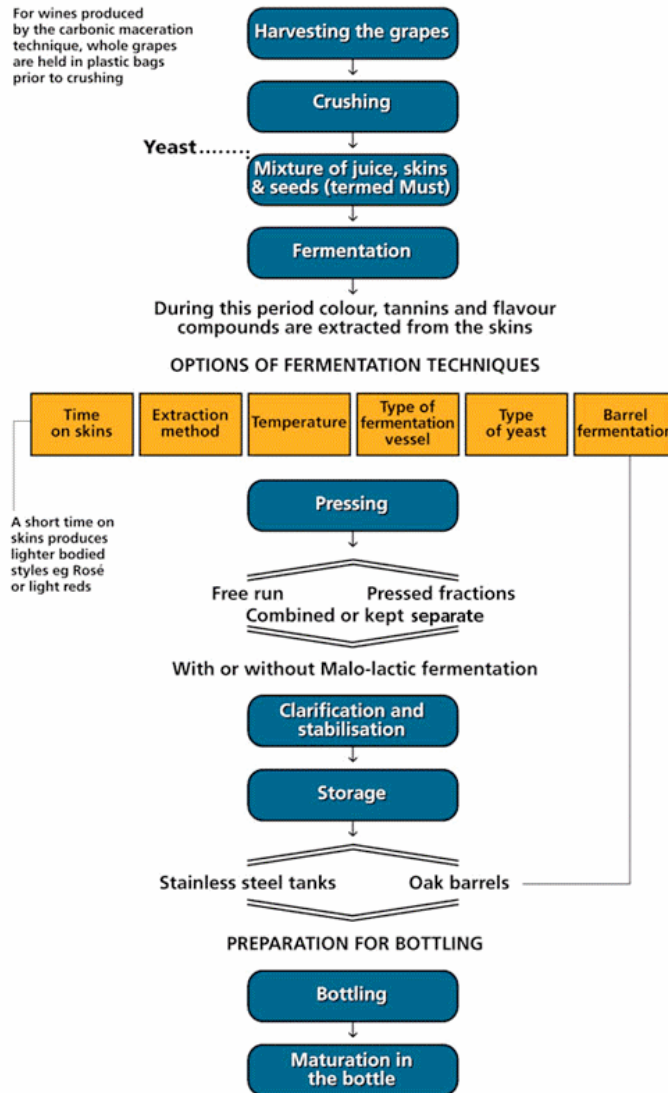 For wines produced
by the carbonic maceration
technique, whole grapes
are held in plastic bags
prior to crushing
Harvesting the grapes
Crushing
Yeast........
Mixture of juice, skins
& seeds (termed Must)
Fermentation
During this period colour, tannins and flavour
compounds are extracted from the skins
OPTIONS OF FERMENTATION TECHNIQUES
Time
on skins
Extraction
method
Temperature
Type of
fermentation
vessel
Type
of yeast
Barrel
fermentation
A short time on
skins produces
lighter bodied
styles eg Rosé
or light reds
Pressing
Free run
Pressed fractions
Combined or kept separate
With or without Malo-lactic fermentation
Clarification and
stabilisation
Storage
Stainless steel tanks
Oak barrels
PREPARATION FOR BOTTLING
Bottling
Maturation in
the bottle